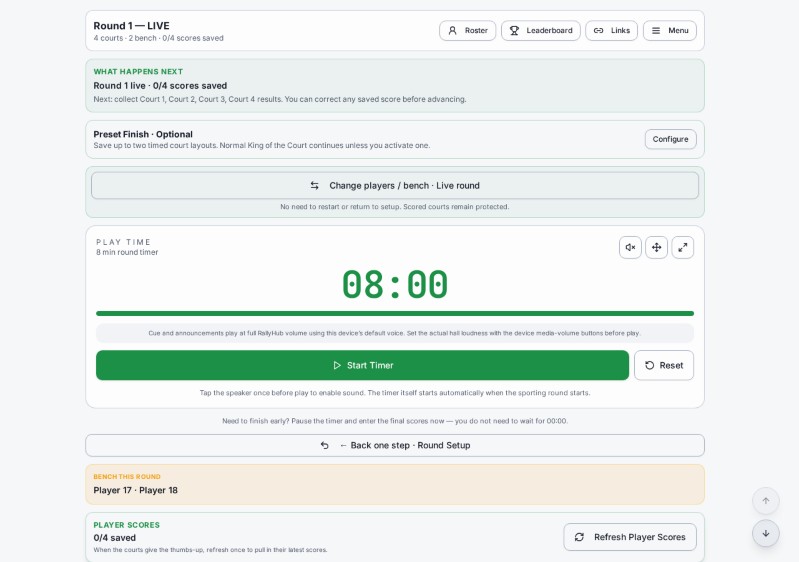 Round 1 — LIVE
4 courts · 2 bench · 0/4 scores saved
Roster
Leaderboard
Links
Menu
WHAT HAPPENS NEXT
Round 1 live · 0/4 scores saved
Next: collect Court 1, Court 2, Court 3, Court 4 results. You can correct any saved score before advancing.
Preset Finish · Optional
Save up to two timed court layouts. Normal King of the Court continues unless you activate one.
Configure
Change players / bench · Live round
No need to restart or return to setup. Scored courts remain protected.
PLAY TIME
8 min round timer
08:00
Cue and announcements play at full RallyHub volume using this device's default voice. Set the actual hall loudness with the device media-volume buttons before play.
Start Timer
Reset
Tap the speaker once before play to enable sound. The timer itself starts automatically when the sporting round starts.
Need to finish early? Pause the timer and enter the final scores now — you do not need to wait for 00:00.
← Back one step · Round Setup
BENCH THIS ROUND
Player 17 · Player 18
PLAYER SCORES
0/4 saved
When the courts give the thumbs-up, refresh once to pull in their latest scores.
Refresh Player Scores